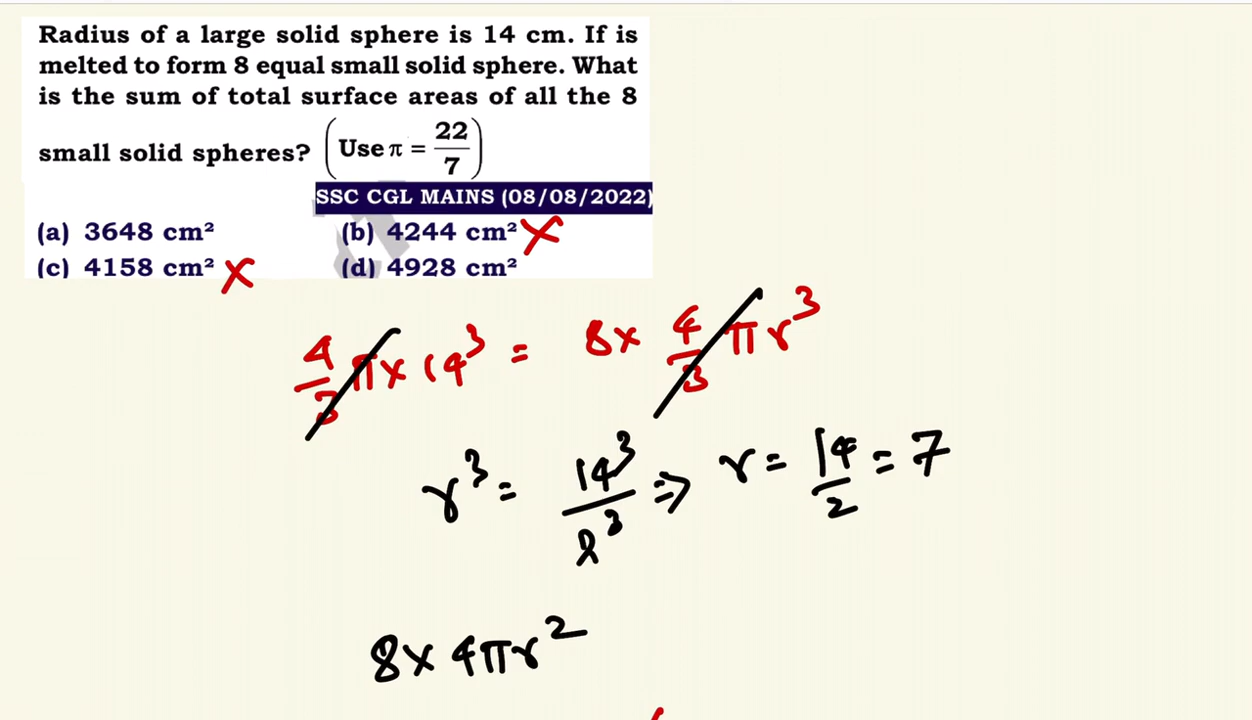 Radius of a large solid sphere is 14 cm. If is
melted to form 8 equal small solid sphere. What
is the sum of total surface areas of all the 8
small solid spheres? (Use π = 22/7)
SSC CGL MAINS (08/08/2022)
(a) 3648 cm² (b) 4244 cm² ✗
(c) 4158 cm² ✗ (d) 4928 cm²
4/3 π × 14³ = 8 × 4/3 π r³
r³ = 14³/2³ ⇒ r = 14/2 = 7
8 × 4πr²